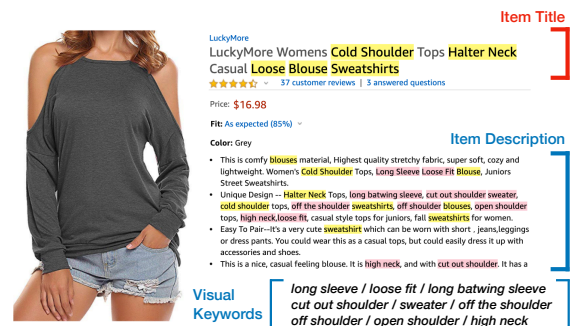 Item Title
LuckyMore
LuckyMore Womens Cold Shoulder Tops Halter Neck
Casual Loose Blouse Sweatshirts
37 customer reviews | 3 answered questions
Price: $16.98
Fit: As expected (85%)
Color: Grey
Item Description
• This is comfy blouses material, Highest quality stretchy fabric, super soft, cozy and
lightweight. Women's Cold Shoulder Tops, Long Sleeve Loose Fit Blouse, Juniors
Street Sweatshirts.
• Unique Design -- Halter Neck Tops, long batwing sleeve, cut out shoulder sweater,
cold shoulder tops, off the shoulder sweatshirts, off shoulder blouses, open shoulder
tops, high neck,loose fit, casual style tops for juniors, fall sweatshirts for women.
• Easy To Pair--It's a very cute sweatshirt which can be worn with short , jeans,leggings
or dress pants. You could wear this as a casual tops, but could easily dress it up with
accessories and shoes.
• This is a nice, casual feeling blouse. It is high neck, and with cut out shoulder. It has a
Visual
Keywords
long sleeve / loose fit / long batwing sleeve
cut out shoulder / sweater / off the shoulder
off shoulder / open shoulder / high neck